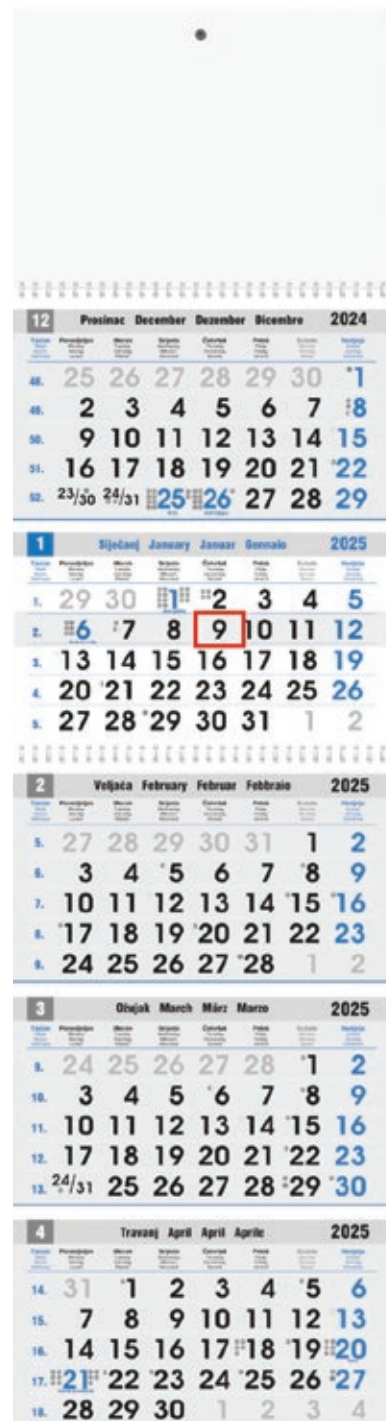 12 Prosinac December Dezember Dicembre 2024
48. 25 26 27 28 29 30 1
49. 2 3 4 5 6 7 8
50. 9 10 11 12 13 14 15
51. 16 17 18 19 20 21 22
52. 23/30 24/31 25 26 27 28 29
1 Siječanj January Januar Gennaio 2025
1. 29 30 1 2 3 4 5
2. 6 7 8 9 10 11 12
3. 13 14 15 16 17 18 19
4. 20 21 22 23 24 25 26
5. 27 28 29 30 31 1 2
2 Veljača February Februar Febbraio 2025
5. 27 28 29 30 31 1 2
6. 3 4 5 6 7 8 9
7. 10 11 12 13 14 15 16
8. 17 18 19 20 21 22 23
9. 24 25 26 27 28 1 2
3 Ožujak March März Marzo 2025
9. 24 25 26 27 28 1 2
10. 3 4 5 6 7 8 9
11. 10 11 12 13 14 15 16
12. 17 18 19 20 21 22 23
13. 24/31 25 26 27 28 29 30
4 Travanj April April Aprile 2025
14. 31 1 2 3 4 5 6
15. 7 8 9 10 11 12 13
16. 14 15 16 17 18 19 20
17. 21 22 23 24 25 26 27
18. 28 29 30 1 2 3 4